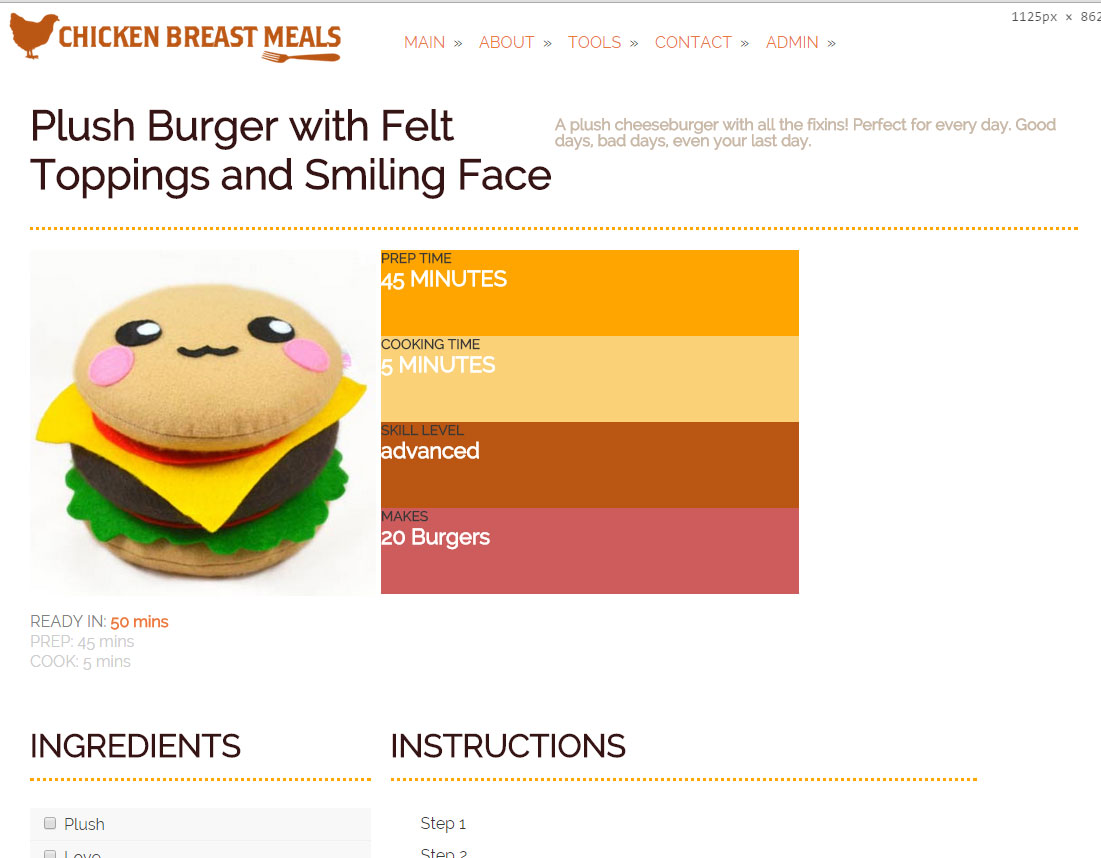 1125px × 862
CHICKEN BREAST MEALS
MAIN » ABOUT » TOOLS » CONTACT » ADMIN »
Plush Burger with Felt
Toppings and Smiling Face
A plush cheeseburger with all the fixins! Perfect for every day. Good
days, bad days, even your last day.
PREP TIME
45 MINUTES
COOKING TIME
5 MINUTES
SKILL LEVEL
advanced
MAKES
20 Burgers
READY IN: 50 mins
PREP: 45 mins
COOK: 5 mins
INGREDIENTS
Plush
Love
INSTRUCTIONS
Step 1
Step 2